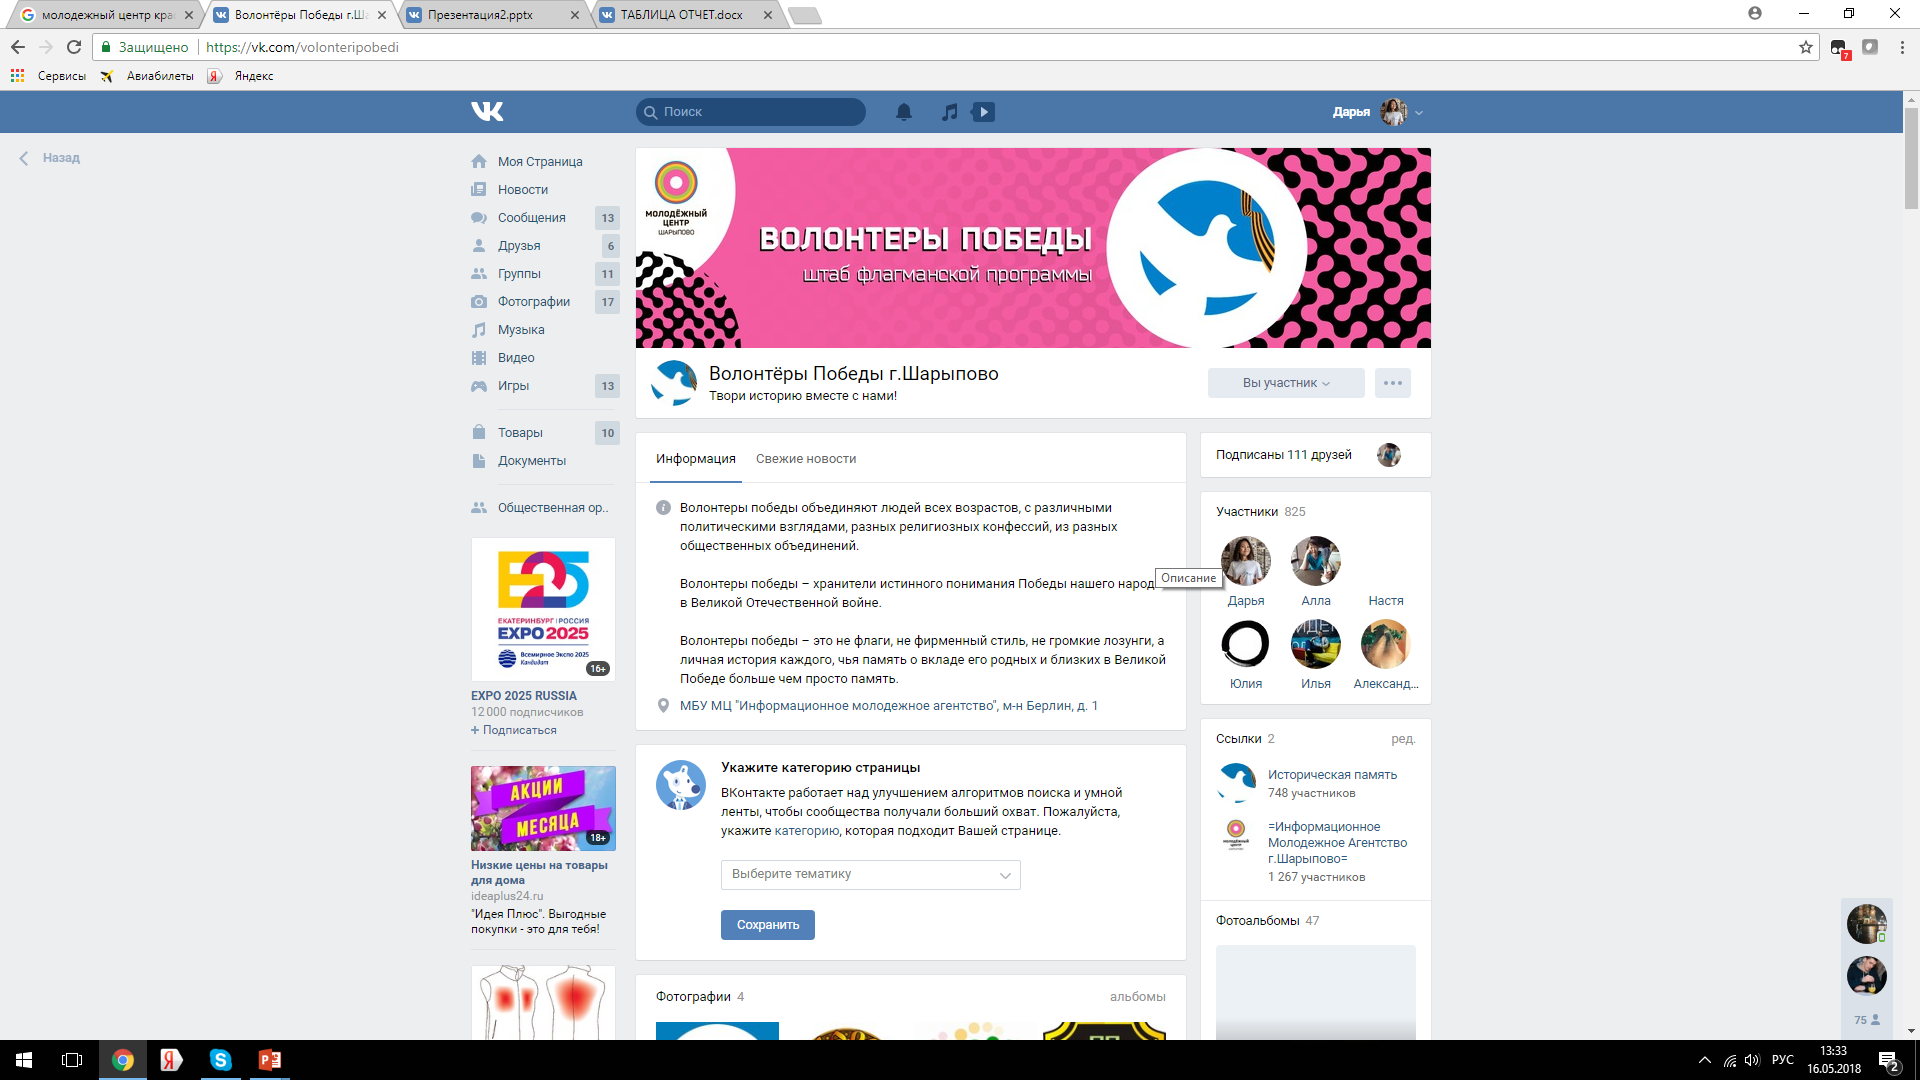 молодежный центр кра
Волонтёры Победы г.Ша
Презентация2.pptx
ТАБЛИЦА ОТЧЕТ.docx
Защищено
https://vk.com/volonteripobedi
7
Сервисы
Авиабилеты
Я
Яндекс
Поиск
Дарья
Назад
Моя Страница
Новости
Сообщения 13
Друзья 6
Группы 11
Фотографии 17
Музыка
Видео
Игры 13
Товары 10
Документы
Общественная ор..
E25
ЕКАТЕРИНБУРГ | РОССИЯ
EXPO 2025
Всемирное Экспо 2025
Кандидат
16+
EXPO 2025 RUSSIA
12 000 подписчиков
+ Подписаться
АКЦИИ
МЕСЯЦА
18+
Низкие цены на товары
для дома
ideaplus24.ru
"Идея Плюс". Выгодные
покупки - это для тебя!
МОЛОДЁЖНЫЙ
ЦЕНТР
ШАРЫПОВО
ВОЛОНТЕРЫ ПОБЕДЫ
штаб флагманской программы
Волонтёры Победы г.Шарыпово
Твори историю вместе с нами!
Вы участник
Информация
Свежие новости
Волонтеры победы объединяют людей всех возрастов, с различными
политическими взглядами, разных религиозных конфессий, из разных
общественных объединений.
Волонтеры победы – хранители истинного понимания Победы нашего народ
в Великой Отечественной войне.
Волонтеры победы – это не флаги, не фирменный стиль, не громкие лозунги, а
личная история каждого, чья память о вкладе его родных и близких в Великой
Победе больше чем просто память.
МБУ МЦ "Информационное молодежное агентство", м-н Берлин, д. 1
Описание
Укажите категорию страницы
ВКонтакте работает над улучшением алгоритмов поиска и умной
ленты, чтобы сообщества получали больший охват. Пожалуйста,
укажите категорию, которая подходит Вашей странице.
Выберите тематику
Сохранить
Фотографии 4
альбомы
Подписаны 111 друзей
Участники 825
Дарья
Алла
Настя
Юлия
Илья
Александ...
Ссылки 2
ред.
Историческая память
748 участников
=Информационное
Молодежное Агентство
г.Шарыпово=
1 267 участников
Фотоальбомы 47
75
РУС
13:33
16.05.2018
2